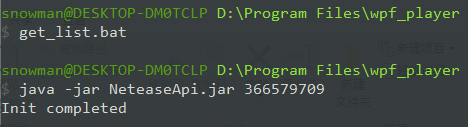 snowman@DESKTOP-DM0TCLP D:\Program Files\wpf_player
$ get_list.bat
snowman@DESKTOP-DM0TCLP D:\Program Files\wpf_player
$ java -jar NeteaseApi.jar 366579709
Init completed